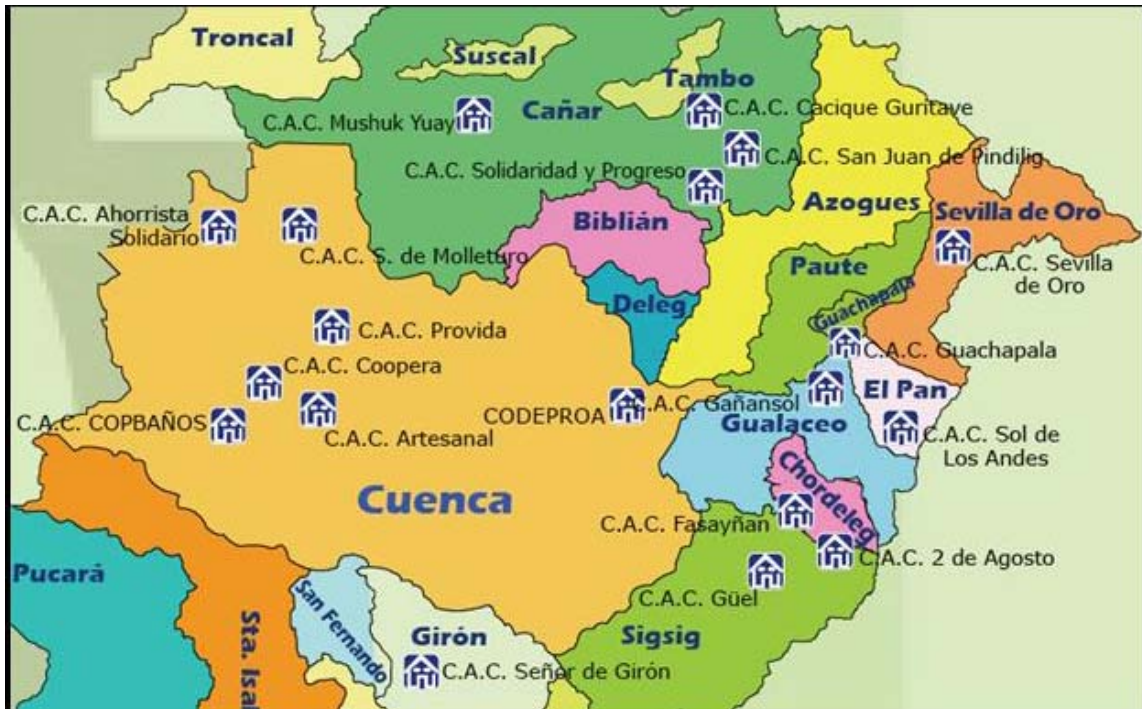 Troncal
Suscal
Tambo
Cañar
C.A.C. Cacique Guritave
C.A.C. Mushuk Yuay
C.A.C. San Juan de Pindilig
C.A.C. Solidaridad y Progreso
Azogues
Sevilla de Oro
Biblián
C.A.C. Ahorrista
Solidario
C.A.C. S. de Molleturo
Paute
C.A.C. Sevilla
de Oro
Deleg
Guachapala
C.A.C. Provida
C.A.C. Guachapala
C.A.C. Coopera
El Pan
C.A.C. Gañansol
CODEPROA
C.A.C. COPBAÑOS
C.A.C. Artesanal
Gualaceo
C.A.C. Sol de
Los Andes
Cuenca
Chordeleg
C.A.C. Fasayñan
C.A.C. 2 de Agosto
Pucará
C.A.C. Güel
San Fernando
Sta. Isal
Girón
Sigsig
C.A.C. Señor de Girón